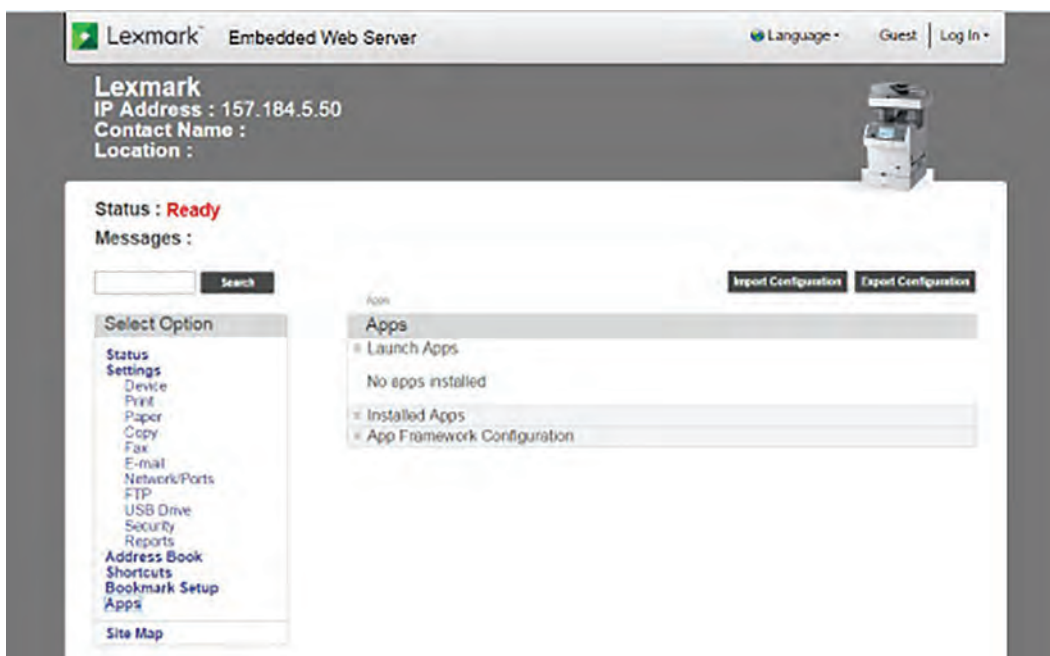 Lexmark™ Embedded Web Server Language Guest Log In
Lexmark
IP Address : 157.184.5.50
Contact Name :
Location :
Status : Ready
Messages :
Search
Import Configuration Export Configuration
Apps
Select Option
Status
Settings
Device
Print
Paper
Copy
Fax
E-mail
Network/Ports
FTP
USB Drive
Security
Reports
Address Book
Shortcuts
Bookmark Setup
Apps
Site Map
Apps
Launch Apps
No apps installed
Installed Apps
App Framework Configuration